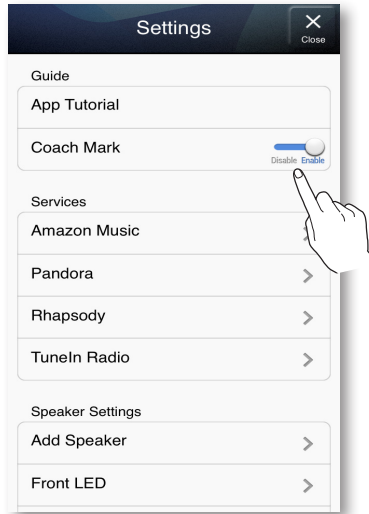 Settings
Close
Guide
App Tutorial
Coach Mark
Disable Enable
Services
Amazon Music
Pandora
Rhapsody
TuneIn Radio
Speaker Settings
Add Speaker
Front LED